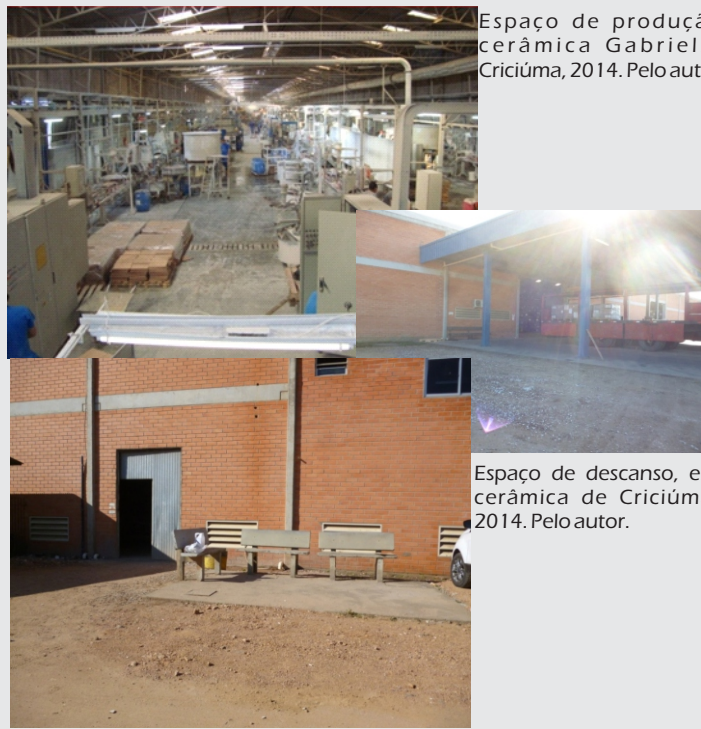 Espaço de produçã
cerâmica Gabriel
Criciúma, 2014. Pelo aut
Espaço de descanso, e
cerâmica de Criciúm
2014. Pelo autor.